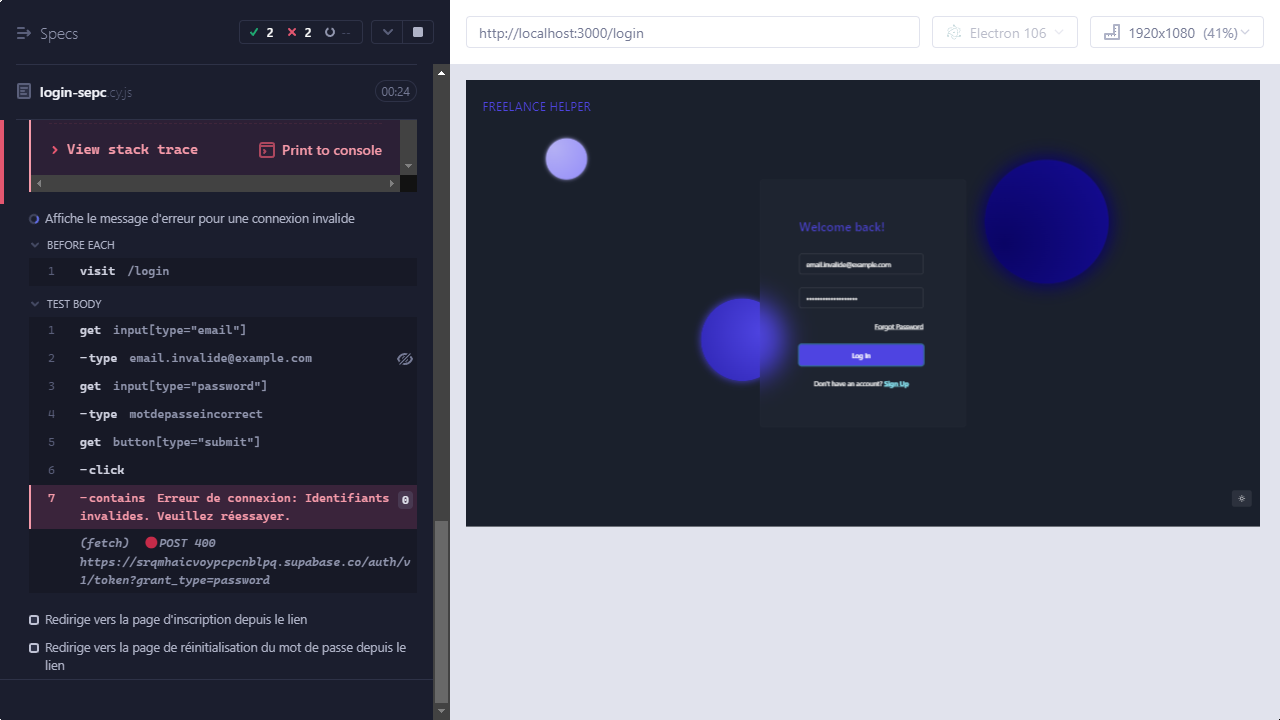 Specs
2
2
--
login-sepc.cy.js
00:24
View stack trace
Print to console
Affiche le message d'erreur pour une connexion invalide
BEFORE EACH
1 visit /login
TEST BODY
1 get input[type="email"]
2 -type email.invalide@example.com
3 get input[type="password"]
4 -type motdepasseincorrect
5 get button[type="submit"]
6 -click
7 -contains Erreur de connexion: Identifiants
invalides. Veuillez réessayer.
0
(fetch) POST 400
https://srqmhaicvoypcpcnblpq.supabase.co/auth/v
1/token?grant_type=password
Redirige vers la page d'inscription depuis le lien
Redirige vers la page de réinitialisation du mot de passe depuis le
lien
http://localhost:3000/login
Electron 106
1920x1080 (41%)
FREELANCE HELPER
Welcome back!
email.invalide@example.com
Forgot Password
Log In
Don't have an account? Sign Up